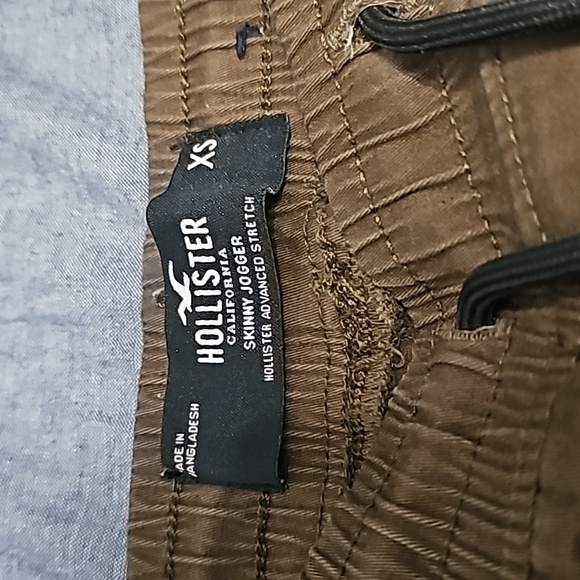 XS
HOLLISTER
CALIFORNIA
SKINNY JOGGER
HOLLISTER ADVANCED STRETCH
ADE IN
ANGLADESH